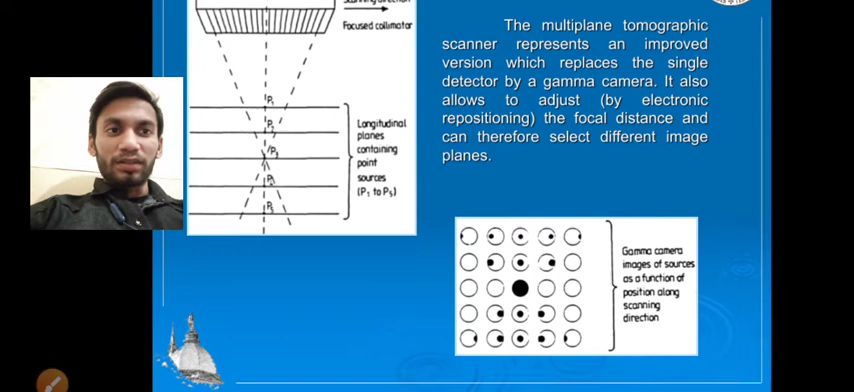 Scanning direction
Focused collimator
P₁
P₂
P₃
P₄
P₅
Longitudinal
planes
containing
point
sources
(P₁ to P₅)
The multiplane tomographic
scanner represents an improved
version which replaces the single
detector by a gamma camera. It also
allows to adjust (by electronic
repositioning) the focal distance and
can therefore select different image
planes.
Gamma camera
images of sources
as a function of
position along
scanning
direction